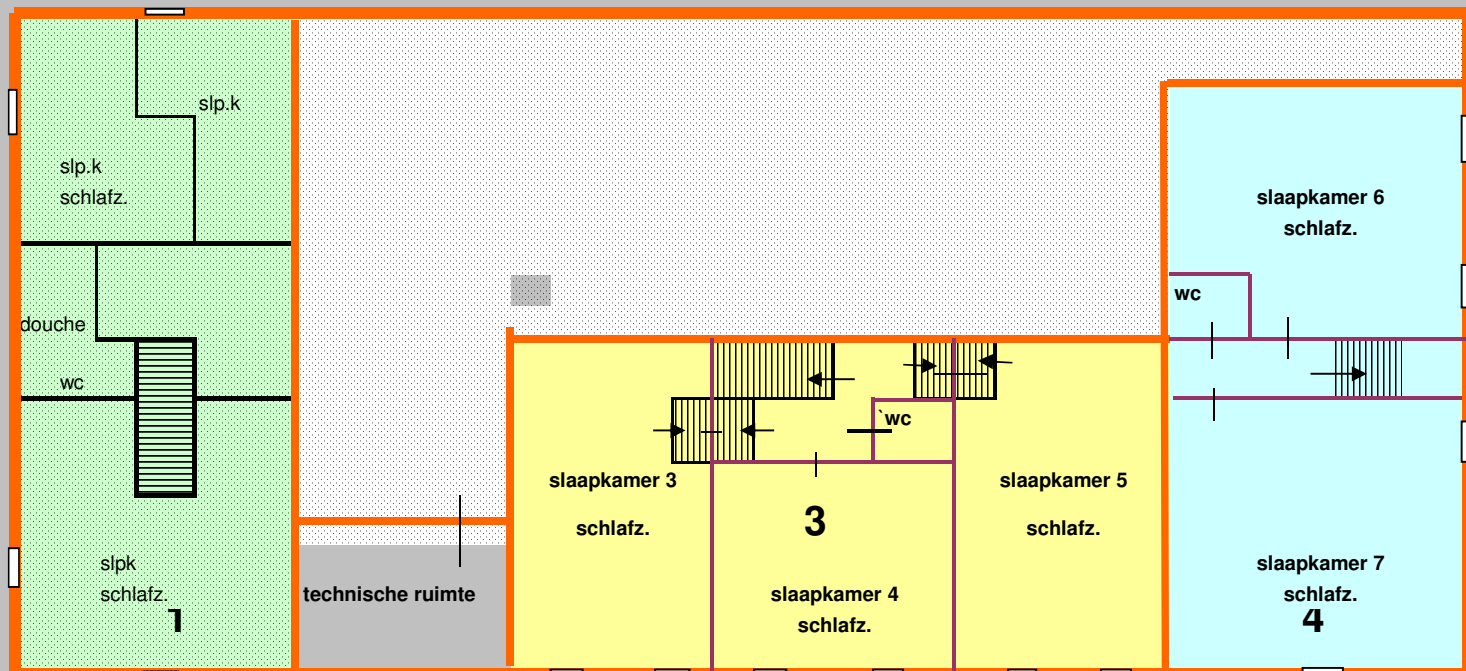 slp.k
slp.k
schlafz.
douche
wc
slpk
schlafz.
1
technische ruimte
slaapkamer 3
schlafz.
`wc
3
slaapkamer 4
schlafz.
slaapkamer 5
schlafz.
slaapkamer 6
schlafz.
wc
slaapkamer 7
schlafz.
4